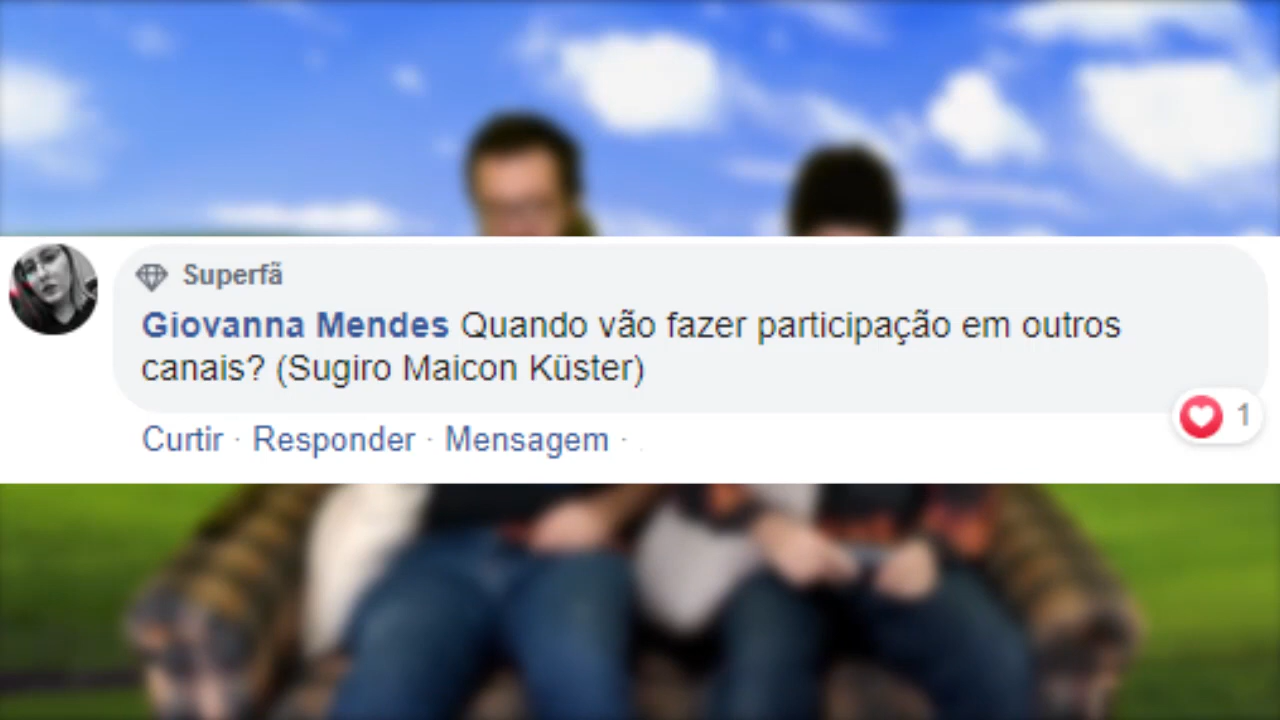 Superfã
Giovanna Mendes Quando vão fazer participação em outros
canais? (Sugiro Maicon Küster)
1
Curtir · Responder · Mensagem ·